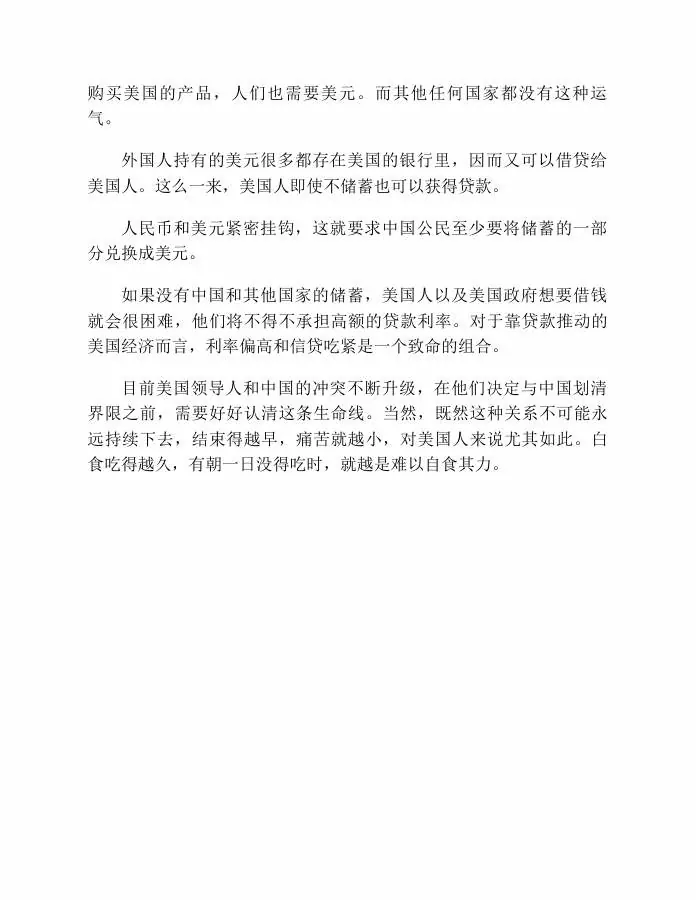 购买美国的产品，人们也需要美元。而其他任何国家都没有这种运
气。
外国人持有的美元很多都存在美国的银行里，因而又可以借贷给
美国人。这么一来，美国人即使不储蓄也可以获得贷款。
人民币和美元紧密挂钩，这就要求中国公民至少要将储蓄的一部
分兑换成美元。
如果没有中国和其他国家的储蓄，美国人以及美国政府想要借钱
就会很困难，他们将不得不承担高额的贷款利率。对于靠贷款推动的
美国经济而言，利率偏高和信贷吃紧是一个致命的组合。
目前美国领导人和中国的冲突不断升级，在他们决定与中国划清
界限之前，需要好好认清这条生命线。当然，既然这种关系不可能永
远持续下去，结束得越早，痛苦就越小，对美国人来说尤其如此。白
食吃得越久，有朝一日没得吃时，就越是难以自食其力。